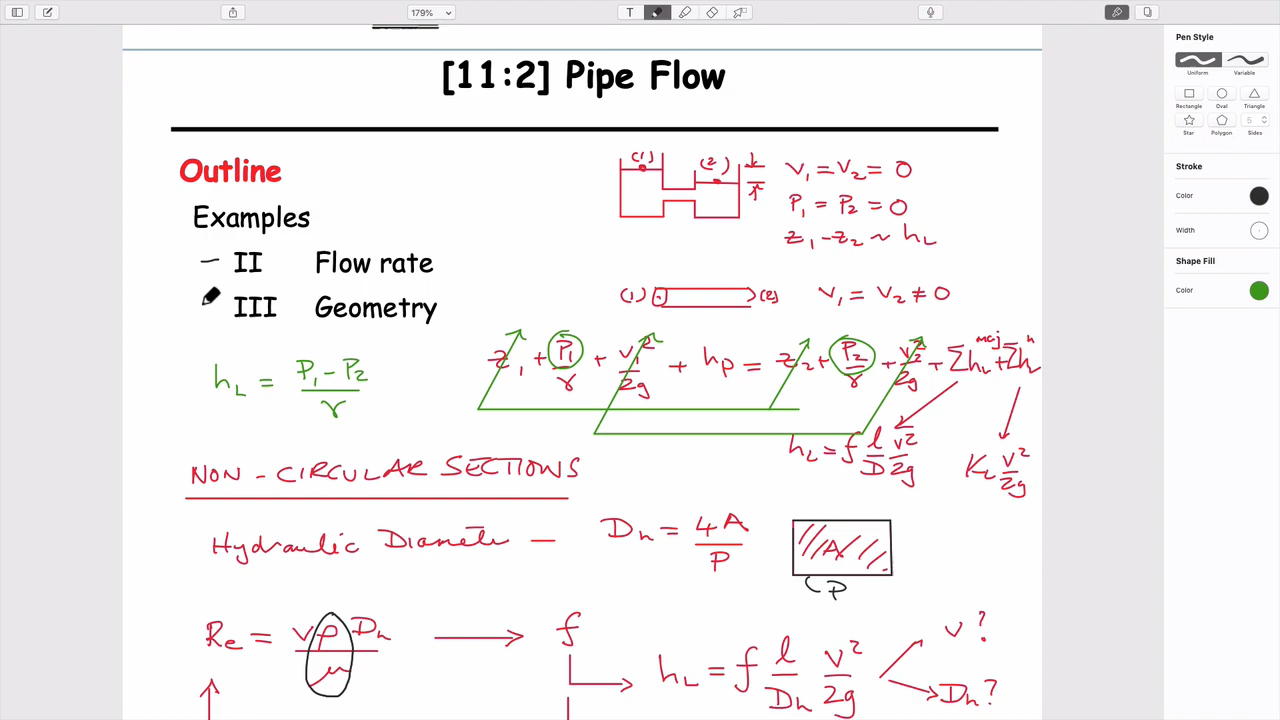 179%
T
Pen Style
Uniform Variable
Rectangle Oval Triangle
Star Polygon 5 Sides
Stroke
Color
Width
Shape Fill
Color
[11:2] Pipe Flow
Outline
Examples
– II Flow rate
III Geometry
(1) (2)
V₁ = V₂ = 0
P₁ = P₂ = 0
z₁ - z₂ ~ hL
(1) (2) V₁ = V₂ ≠ 0
z₁ + P₁/γ + V₁²/2g + hp = z₂ + P₂/γ + V₂²/2g + Σh + Σh
maj
hL = (P₁ - P₂)/γ
hL = f l/D V²/2g
KL V²/2g
NON - CIRCULAR SECTIONS
Hydraulic Diameter — Dh = 4A/P
A
P
Re = VρDh/μ → f
hL = f l/Dh V²/2g
V?
Dh?